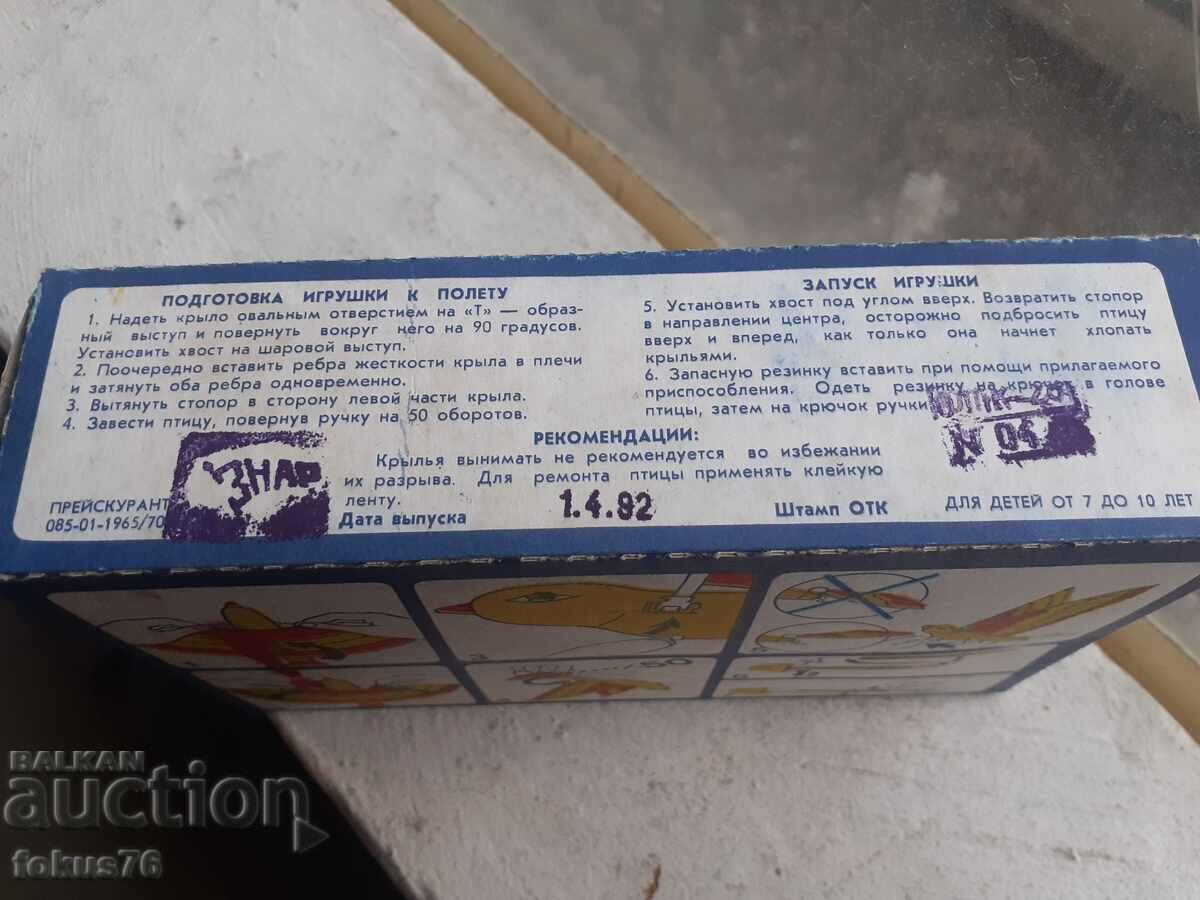 ПОДГОТОВКА ИГРУШКИ К ПОЛЕТУ
1. Надеть крыло овальным отверстием на «Т» — образ-
ный выступ и повернуть вокруг него на 90 градусов.
Установить хвост на шаровой выступ.
2. Поочередно вставить ребра жесткости крыла в плечи
и затянуть оба ребра одновременно.
3. Вытянуть стопор в сторону левой части крыла.
4. Завести птицу, повернув ручку на 50 оборотов.
ЗАПУСК ИГРУШКИ
5. Установить хвост под углом вверх. Возвратить стопор
в направлении центра, осторожно подбросить птицу
вверх и вперед, как только она начнет хлопать
крыльями.
6. Запасную резинку вставить при помощи прилагаемого
приспособления. Одеть резинку на крючок в голове
птицы, затем на крючок ручки
РЕКОМЕНДАЦИИ:
Крылья вынимать не рекомендуется во избежании
их разрыва. Для ремонта птицы применять клейкую
ленту.
ПРЕЙСКУРАНТ
085-01-1965/70
Дата выпуска 1.4.92 Штамп ОТК ДЛЯ ДЕТЕЙ ОТ 7 ДО 10 ЛЕТ
№ 04
BALKAN
auction
fokus76